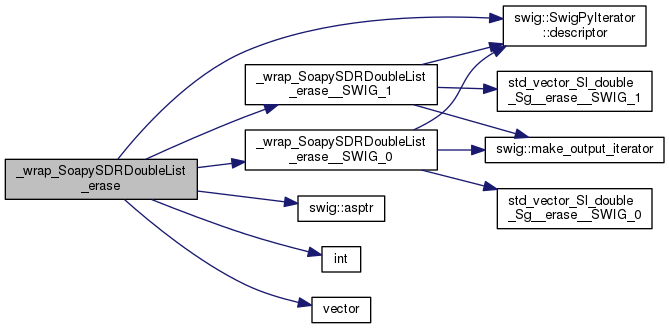 _wrap_SoapySDRDoubleList
_erase
_wrap_SoapySDRDoubleList
_erase__SWIG_1
_wrap_SoapySDRDoubleList
_erase__SWIG_0
swig::asptr
int
vector
swig::SwigPyIterator
::descriptor
std_vector_Sl_double
_Sg__erase__SWIG_1
swig::make_output_iterator
std_vector_Sl_double
_Sg__erase__SWIG_0